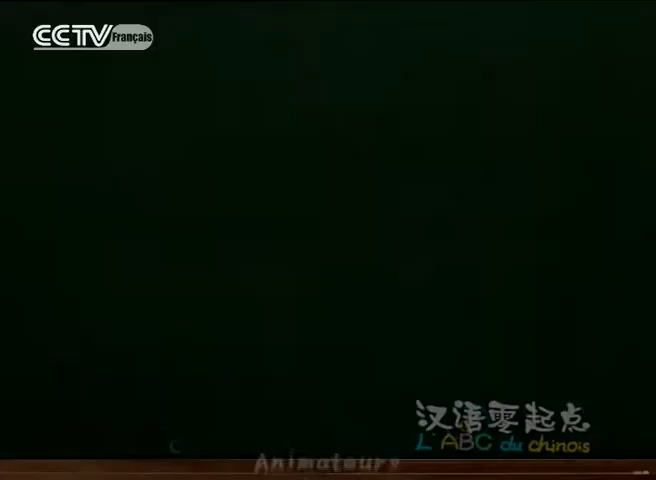 CCTV Français
汉语零起点
L'ABC du chinois
Animateurs